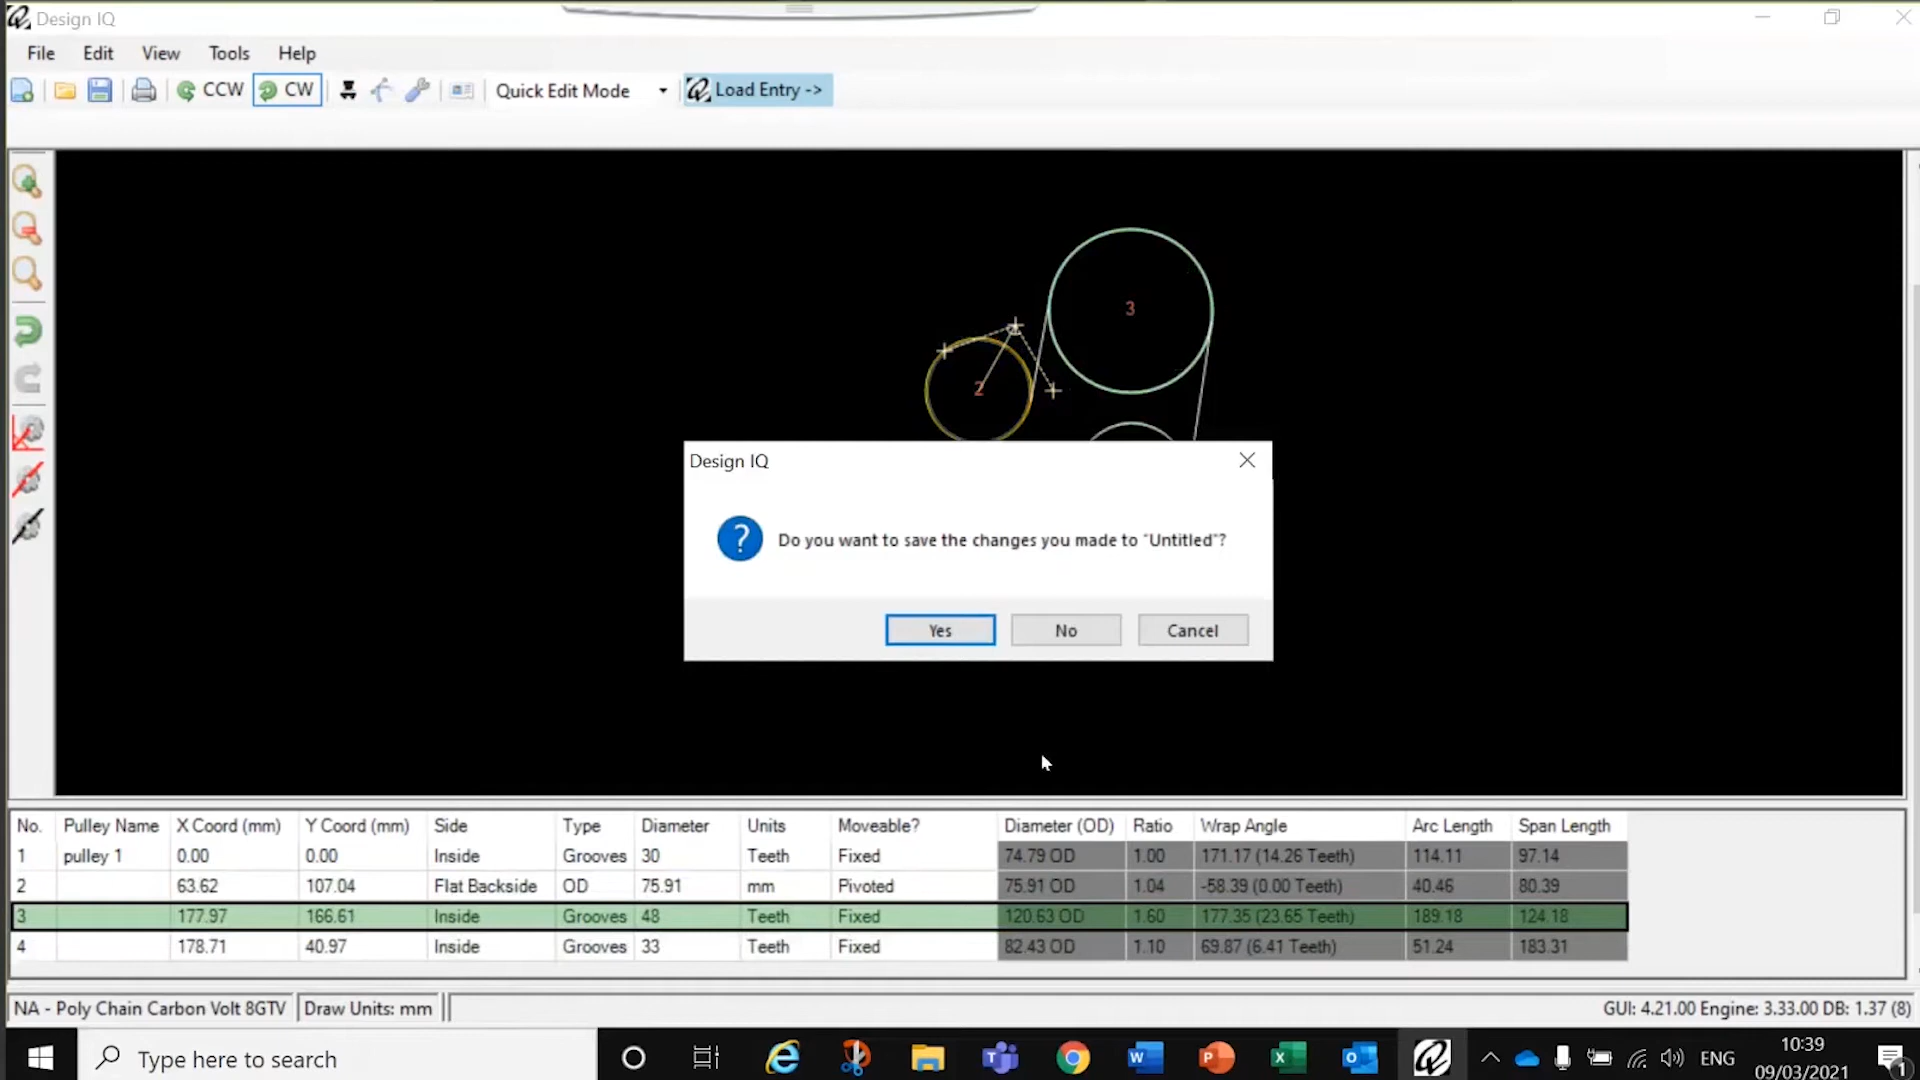 Design IQ
File Edit View Tools Help
CCW CW Quick Edit Mode Load Entry ->
3
2
Design IQ
Do you want to save the changes you made to "Untitled"?
Yes No Cancel
No. Pulley Name X Coord (mm) Y Coord (mm) Side Type Diameter Units Moveable? Diameter (OD) Ratio Wrap Angle Arc Length Span Length
1 pulley 1 0.00 0.00 Inside Grooves 30 Teeth Fixed 74.79 OD 1.00 171.17 (14.26 Teeth) 114.11 97.14
2 63.62 107.04 Flat Backside OD 75.91 mm Pivoted 75.91 OD 1.04 -58.39 (0.00 Teeth) 40.46 80.39
3 177.97 166.61 Inside Grooves 48 Teeth Fixed 120.63 OD 1.60 177.35 (23.65 Teeth) 189.18 124.18
4 178.71 40.97 Inside Grooves 33 Teeth Fixed 82.43 OD 1.10 69.87 (6.41 Teeth) 51.24 183.31
NA - Poly Chain Carbon Volt 8GTV Draw Units: mm GUI: 4.21.00 Engine: 3.33.00 DB: 1.37 (8)
Type here to search ENG 10:39
09/03/2021 1